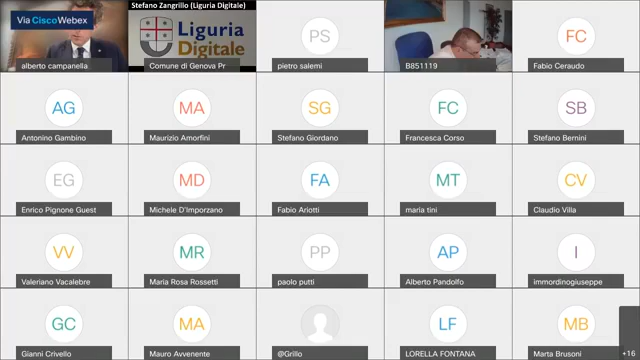 Via Cisco Webex
Stefano Zangrillo (Liguria Digitale)
Liguria
Digitale
PS
FC
alberto campanella
Comune di Genova Pr
pietro salemi
B851119
Fabio Ceraudo
AG
MA
SG
FC
SB
Antonino Gambino
Maurizio Amorfini
Stefano Giordano
Francesca Corso
Stefano Bernini
EG
MD
FA
MT
CV
Enrico Pignone Guest
Michele D'Imporzano
Fabio Ariotti
maria tini
Claudio Villa
VV
MR
PP
AP
I
Valeriano Vacalebre
Maria Rosa Rossetti
paolo putti
Alberto Pandolfo
immordinogiuseppe
GC
MA
LF
MB
Gianni Crivello
Mauro Avvenente
@Grillo
LORELLA FONTANA
Marta Brusoni
+16